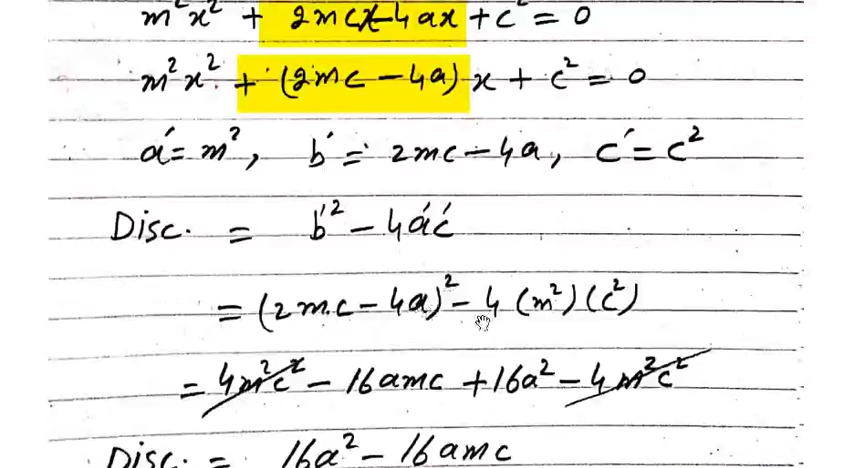 m²x² + 2mcx - 4ax + c² = 0
m²x² + (2mc - 4a) x + c² = 0
a' = m², b' = 2mc - 4a, c' = c²
Disc. = b'² - 4a'c'
= (2mc - 4a)² - 4 (m²) (c²)
= 4m²c² - 16amc + 16a² - 4m²c²
Disc. = 16a² - 16amc